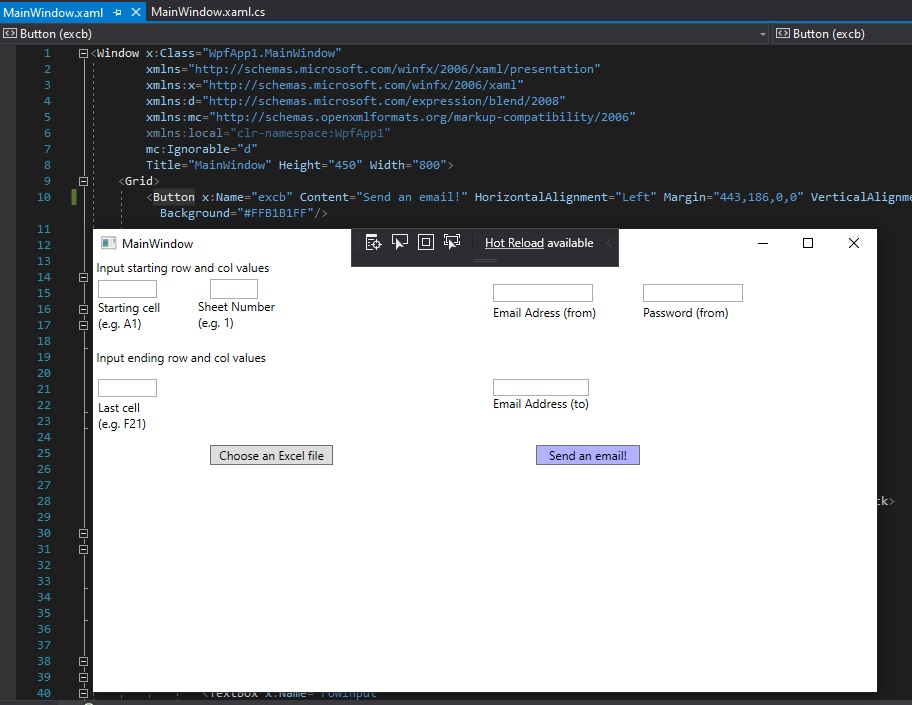 MainWindow.xaml MainWindow.xaml.cs
Button (excb) Button (excb)
1 <Window x:Class="WpfApp1.MainWindow"
2 xmlns="http://schemas.microsoft.com/winfx/2006/xaml/presentation"
3 xmlns:x="http://schemas.microsoft.com/winfx/2006/xaml"
4 xmlns:d="http://schemas.microsoft.com/expression/blend/2008"
5 xmlns:mc="http://schemas.openxmlformats.org/markup-compatibility/2006"
6 xmlns:local="clr-namespace:WpfApp1"
7 mc:Ignorable="d"
8 Title="MainWindow" Height="450" Width="800">
9 <Grid>
10 <Button x:Name="excb" Content="Send an email!" HorizontalAlignment="Left" Margin="443,186,0,0" VerticalAlignme
Background="#FFB1B1FF"/>
11
12 MainWindow Hot Reload available
13
14 Input starting row and col values
15
16 Starting cell Sheet Number Email Adress (from) Password (from)
17 (e.g. A1) (e.g. 1)
18
19 Input ending row and col values
20
21
22 Last cell Email Address (to)
23 (e.g. F21)
24
25 Choose an Excel file Send an email!
26
27
28 ck>
29
30
31
32
33
34
35
36
37
38
39
40 <TextBox x:Name="rowInput"